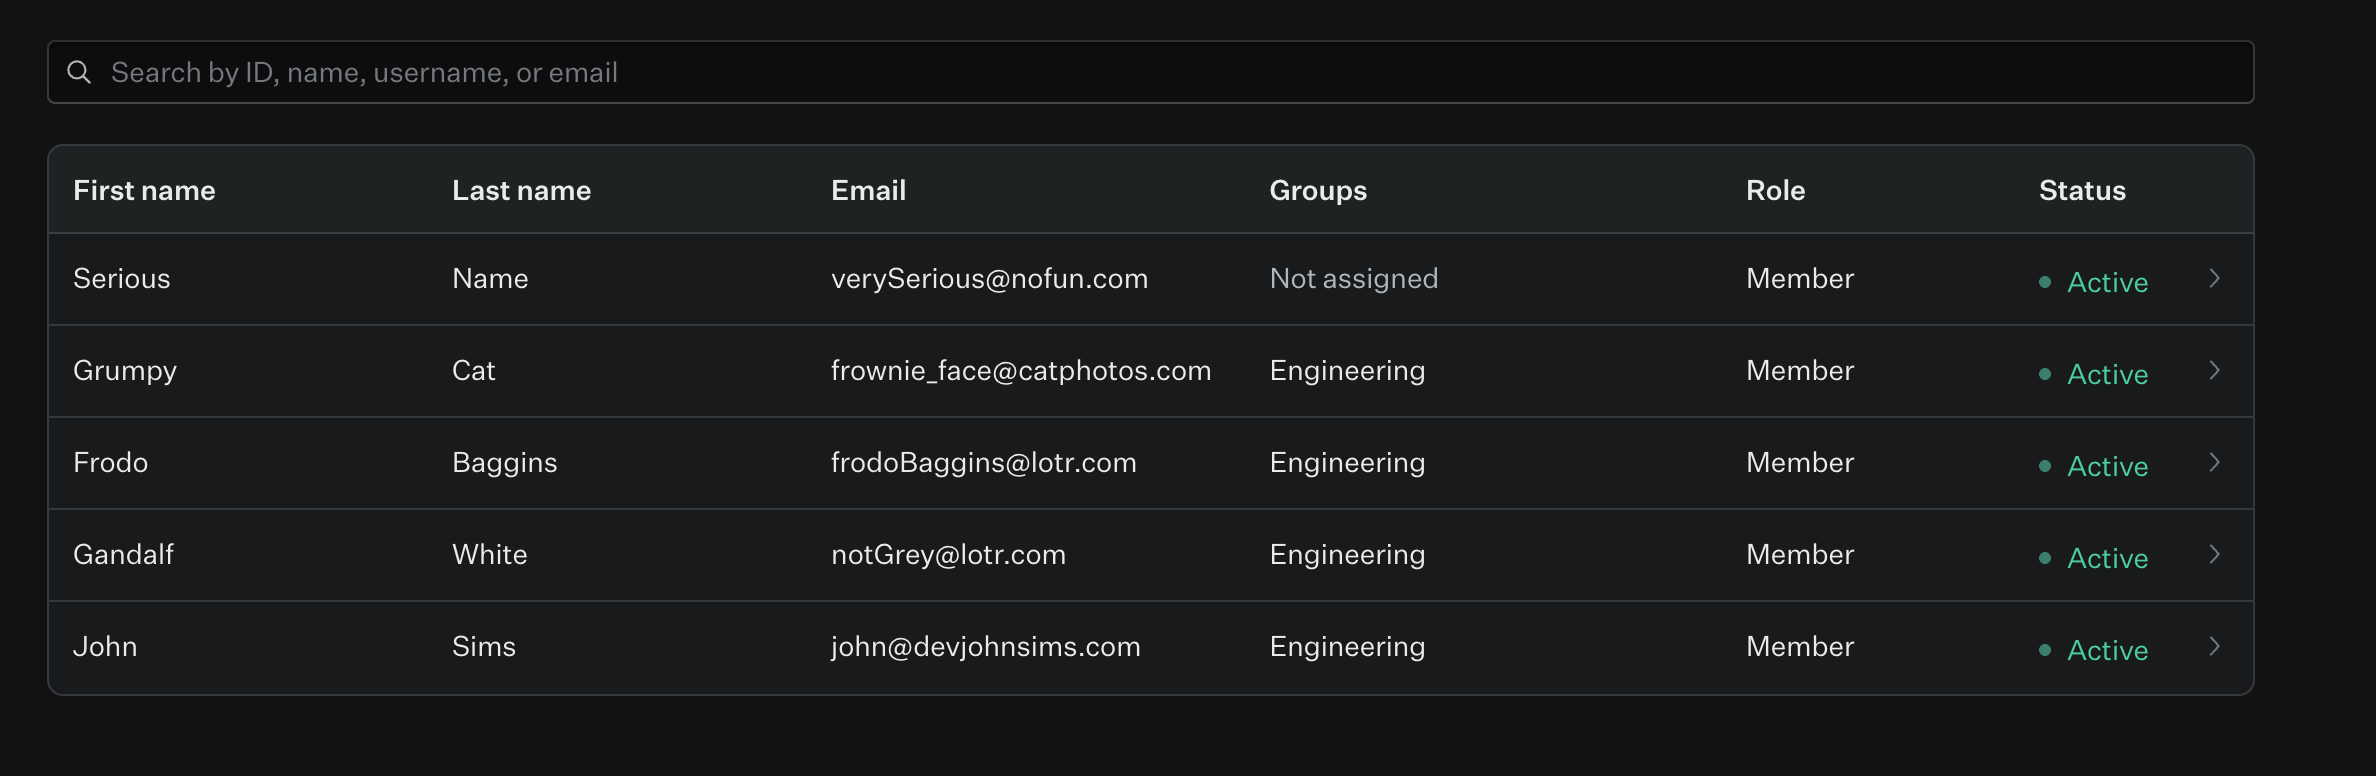 Search by ID, name, username, or email
First name Last name Email Groups Role Status
Serious Name verySerious@nofun.com Not assigned Member Active
Grumpy Cat frownie_face@catphotos.com Engineering Member Active
Frodo Baggins frodoBaggins@lotr.com Engineering Member Active
Gandalf White notGrey@lotr.com Engineering Member Active
John Sims john@devjohnsims.com Engineering Member Active